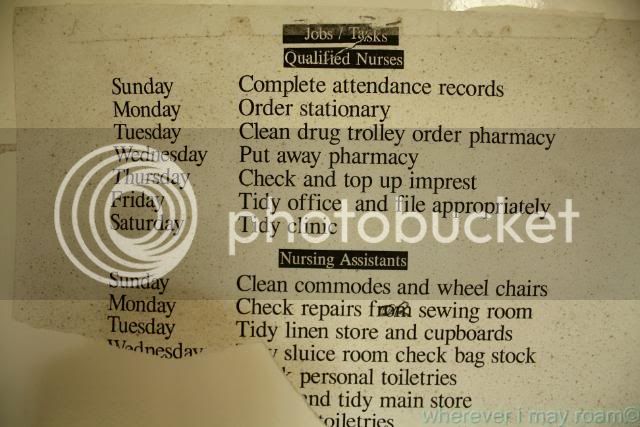 Jobs / Tasks
Qualified Nurses
Sunday Complete attendance records
Monday Order stationary
Tuesday Clean drug trolley order pharmacy
Wednesday Put away pharmacy
Thursday Check and top up imprest
Friday Tidy office and file appropriately
Saturday Tidy clinic
photobucket
Nursing Assistants
Sunday Clean commodes and wheel chairs
Monday Check repairs from sewing room
Tuesday Tidy linen store and cupboards
Wednesday sluice room check bag stock
personal toiletries
and tidy main store
toiletries
wherever i may roam©